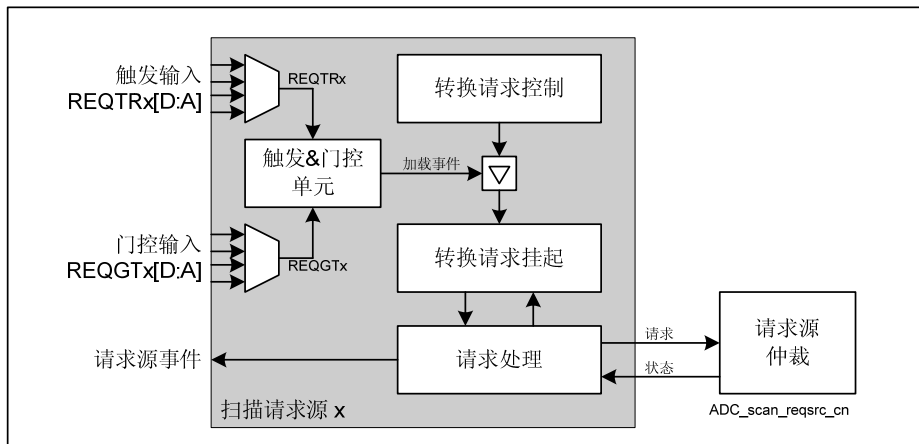 触发输入
REQTRx[D:A]
REQTRx
转换请求控制
触发&门控
单元
加载事件
门控输入
REQGTx[D:A]
REQGTx
转换请求挂起
请求源事件
请求处理
请求
状态
请求源
仲裁
扫描请求源 x
ADC_scan_reqsrc_cn